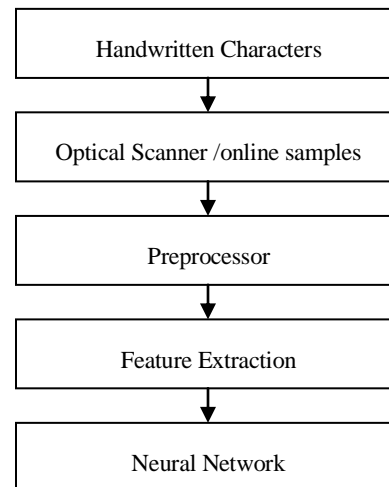 Handwritten Characters
Optical Scanner /online samples
Preprocessor
Feature Extraction
Neural Network